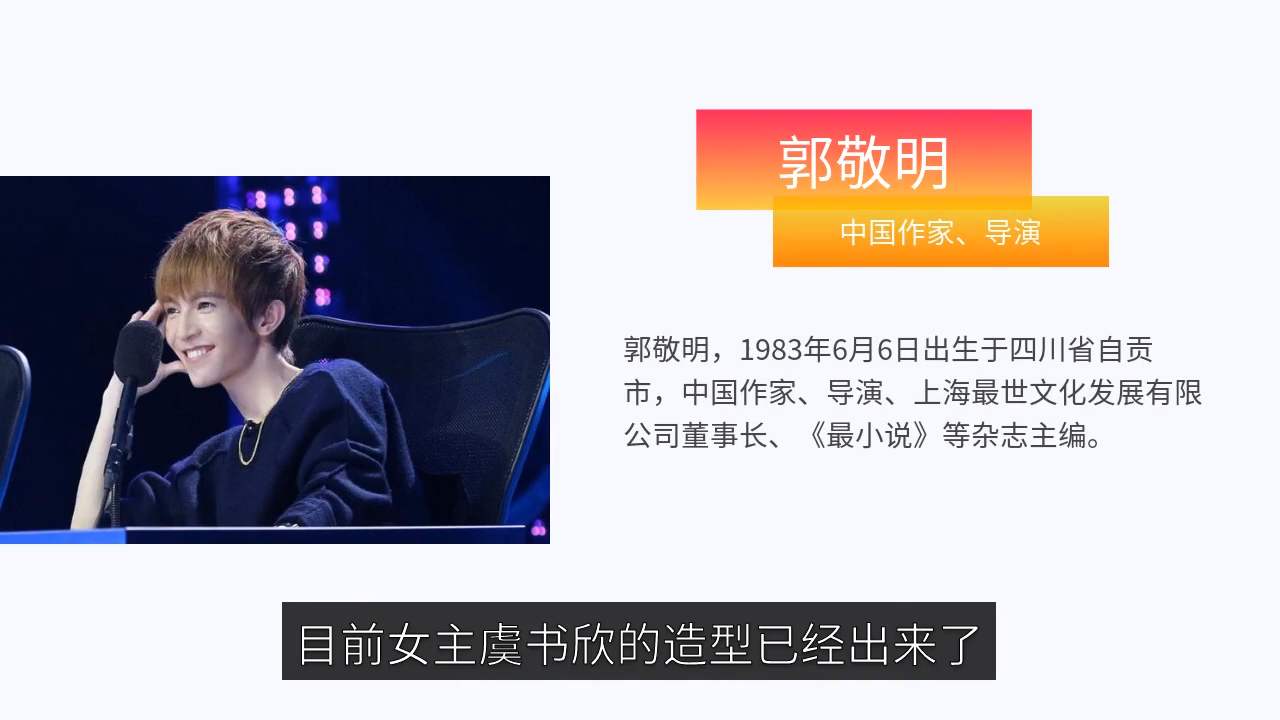 郭敬明
中国作家、导演
郭敬明，1983年6月6日出生于四川省自贡
市，中国作家、导演、上海最世文化发展有限
公司董事长、《最小说》等杂志主编。
目前女主虞书欣的造型已经出来了